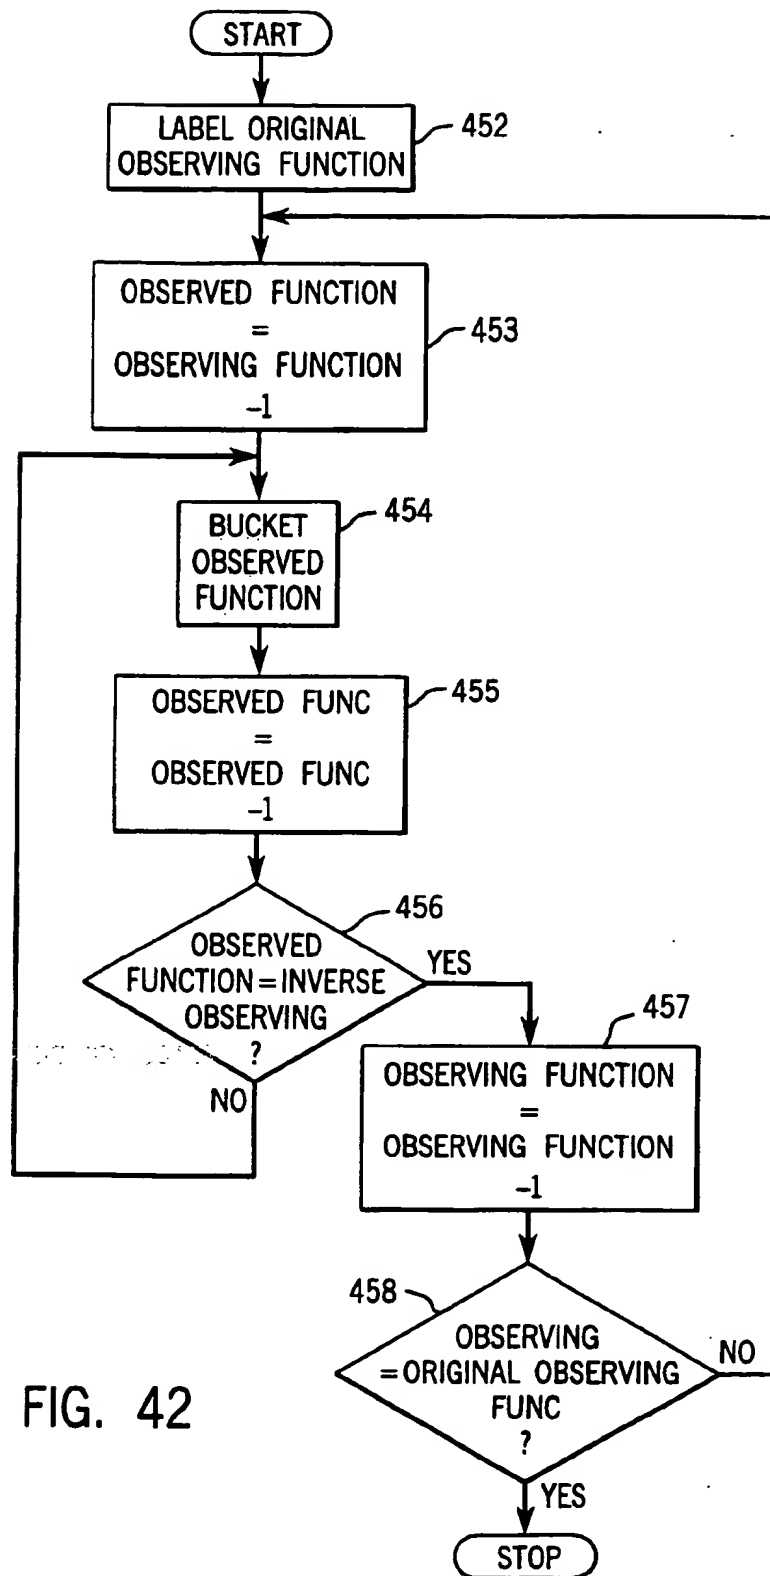 START
LABEL ORIGINAL
OBSERVING FUNCTION
452
OBSERVED FUNCTION
=
OBSERVING FUNCTION
-1
453
BUCKET
OBSERVED
FUNCTION
454
OBSERVED FUNC
=
OBSERVED FUNC
-1
455
OBSERVED
FUNCTION = INVERSE
OBSERVING
?
456
YES
NO
OBSERVING FUNCTION
=
OBSERVING FUNCTION
-1
457
458
OBSERVING
= ORIGINAL OBSERVING
FUNC
?
NO
YES
STOP
FIG. 42